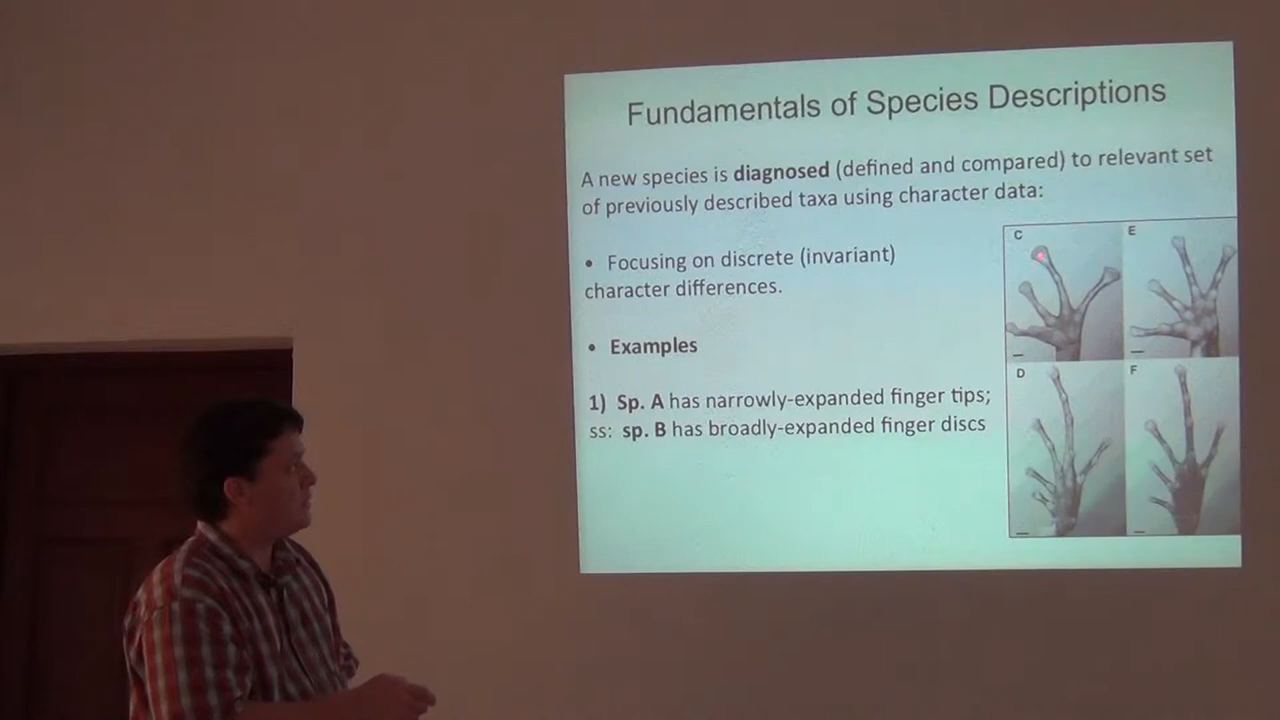 Fundamentals of Species Descriptions
A new species is diagnosed (defined and compared) to relevant set
of previously described taxa using character data:
• Focusing on discrete (invariant)
character differences.
• Examples
1) Sp. A has narrowly-expanded finger tips;
ss: sp. B has broadly-expanded finger discs
C
E
D
F